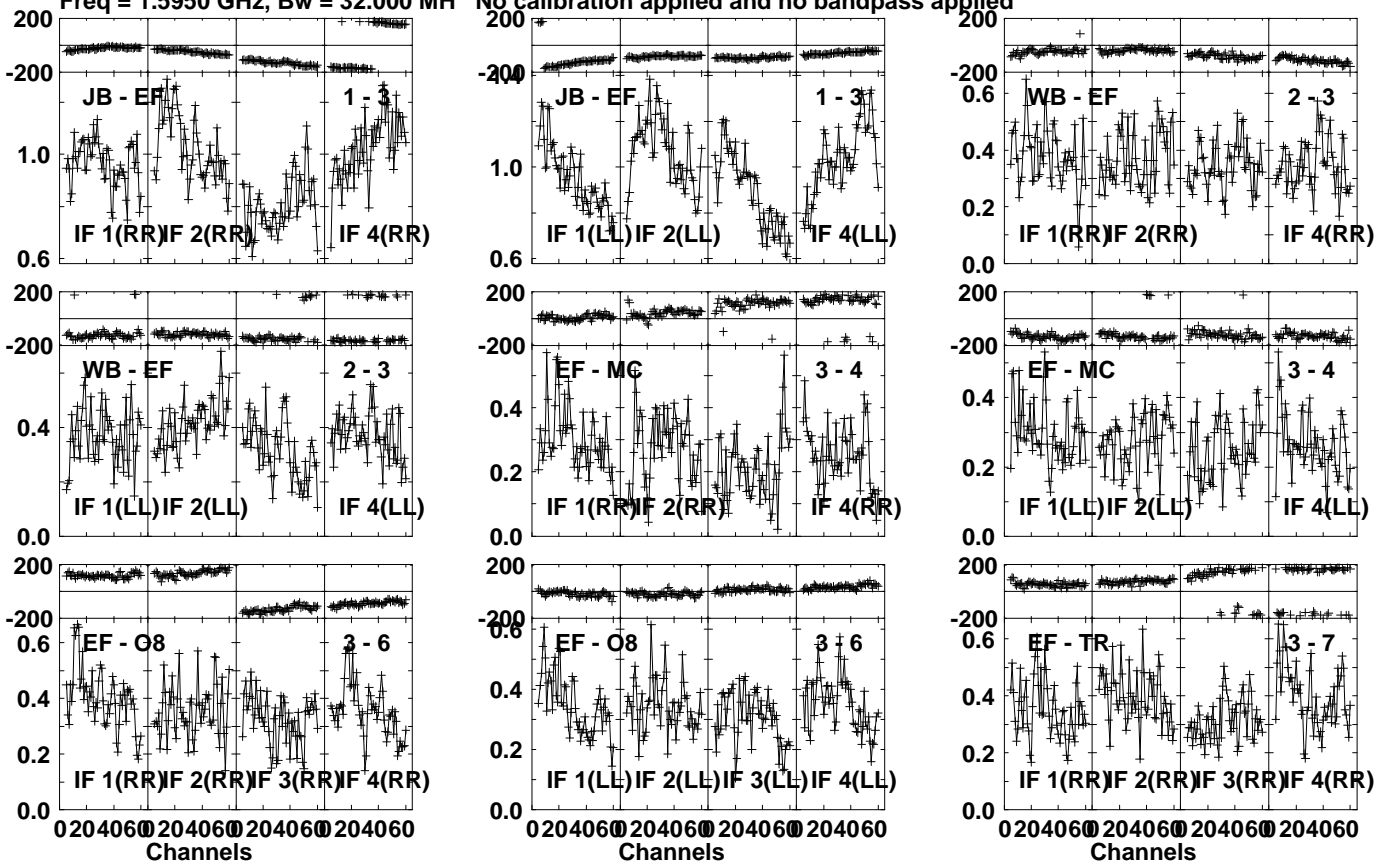 Freq = 1.5950 GHz, Bw = 32.000 MH No calibration applied and no bandpass applied
200
-200
JB - EF 1 - 3
1.0
0.6
IF 1(RR) IF 2(RR) IF 4(RR)
200
-200
1.4
JB - EF 1 - 3
1.0
0.6
IF 1(LL) IF 2(LL) IF 4(LL)
200
-200
0.6
WB - EF 2 - 3
0.4
0.2
0.0
IF 1(RR) IF 2(RR) IF 4(RR)
200
-200
WB - EF 2 - 3
0.4
0.0
IF 1(LL) IF 2(LL) IF 4(LL)
200
-200
EF - MC 3 - 4
0.4
0.2
0.0
IF 1(RR) IF 2(RR) IF 4(RR)
200
-200
EF - MC 3 - 4
0.4
0.2
0.0
IF 1(LL) IF 2(LL) IF 4(LL)
200
-200
0.6
EF - O8 3 - 6
0.4
0.2
0.0
IF 1(RR) IF 2(RR) IF 3(RR) IF 4(RR)
0 20 40 60 0 20 40 60 0 20 40 60 0 20 40 60
Channels
200
-200
0.6
EF - O8 3 - 6
0.4
0.2
0.0
IF 1(LL) IF 2(LL) IF 3(LL) IF 4(LL)
0 20 40 60 0 20 40 60 0 20 40 60 0 20 40 60
Channels
200
-200
0.6
EF - TR 3 - 7
0.4
0.2
0.0
IF 1(RR) IF 2(RR) IF 3(RR) IF 4(RR)
0 20 40 60 0 20 40 60 0 20 40 60 0 20 40 60
Channels